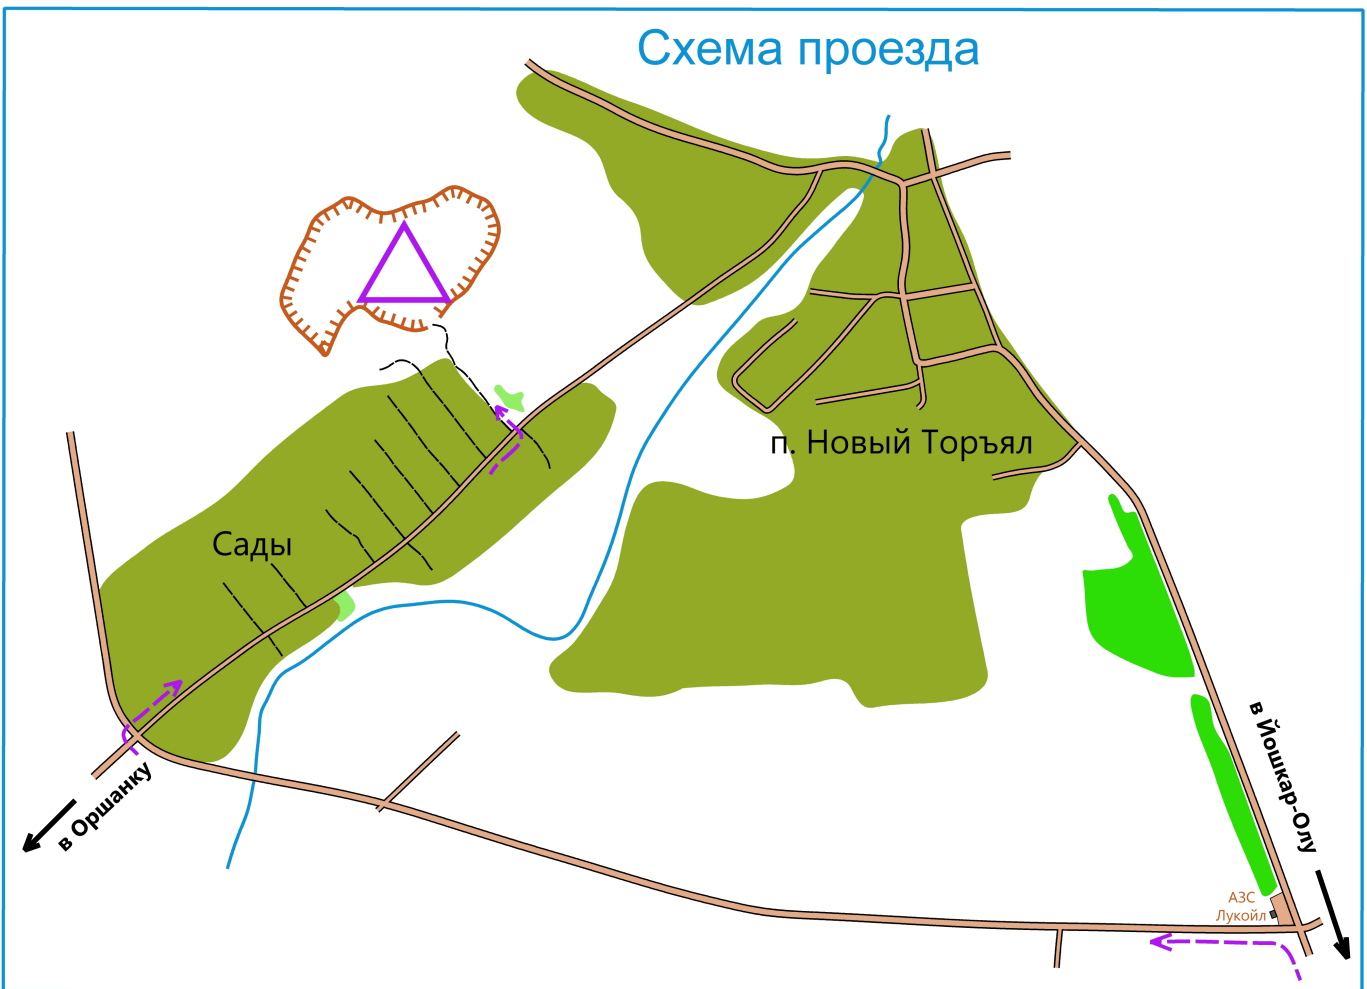 Схема проезда
п. Новый Торъял
Сады
в Оршанку
в Йошкар-Олу
АЗС
Лукойл